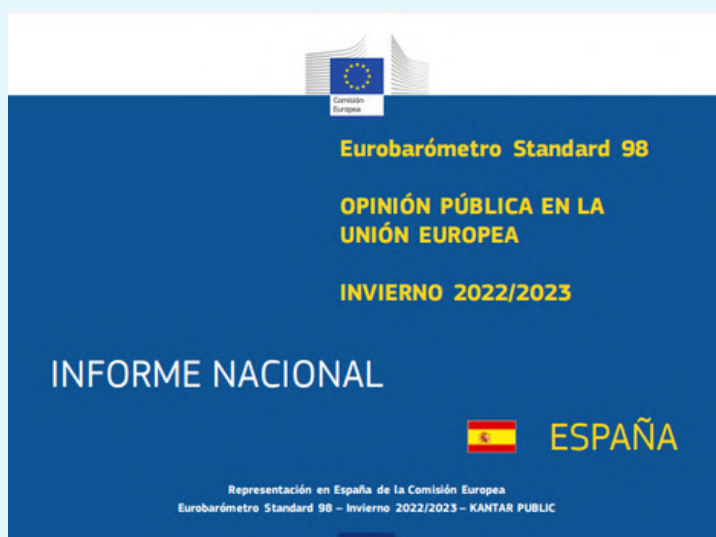 Comisión
Europea
Eurobarómetro Standard 98
OPINIÓN PÚBLICA EN LA
UNIÓN EUROPEA
INVIERNO 2022/2023
INFORME NACIONAL
ESPAÑA
Representación en España de la Comisión Europea
Eurobarómetro Standard 98 – Invierno 2022/2023 – KANTAR PUBLIC